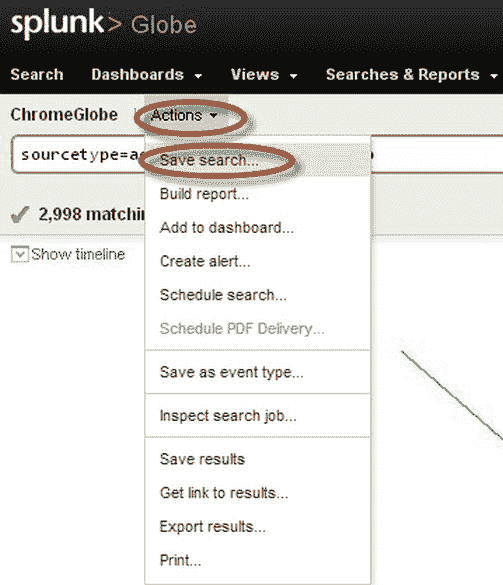 splunk> Globe
Search Dashboards Views Searches & Reports
ChromeGlobe Actions
sourcetype=a
Save search...
Build report...
2,998 matchin
Add to dashboard...
Show timeline
Create alert...
Schedule search...
Schedule PDF Delivery...
Save as event type...
Inspect search job...
Save results
Get link to results...
Export results...
Print...